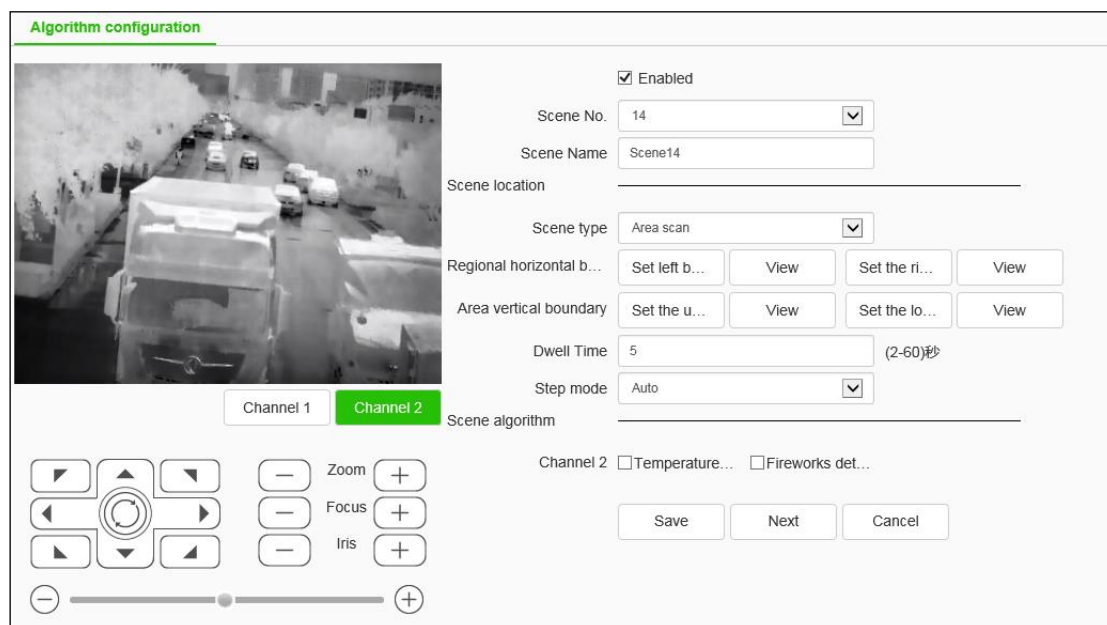 Algorithm configuration
Enabled
Scene No. 14
Scene Name Scene14
Scene location
Scene type Area scan
Regional horizontal b... Set left b... View Set the ri... View
Area vertical boundary Set the u... View Set the lo... View
Dwell Time 5 (2-60)秒
Step mode Auto
Channel 1 Channel 2
Scene algorithm
Channel 2 Temperature... Fireworks det...
Zoom
Focus
Iris
Save Next Cancel